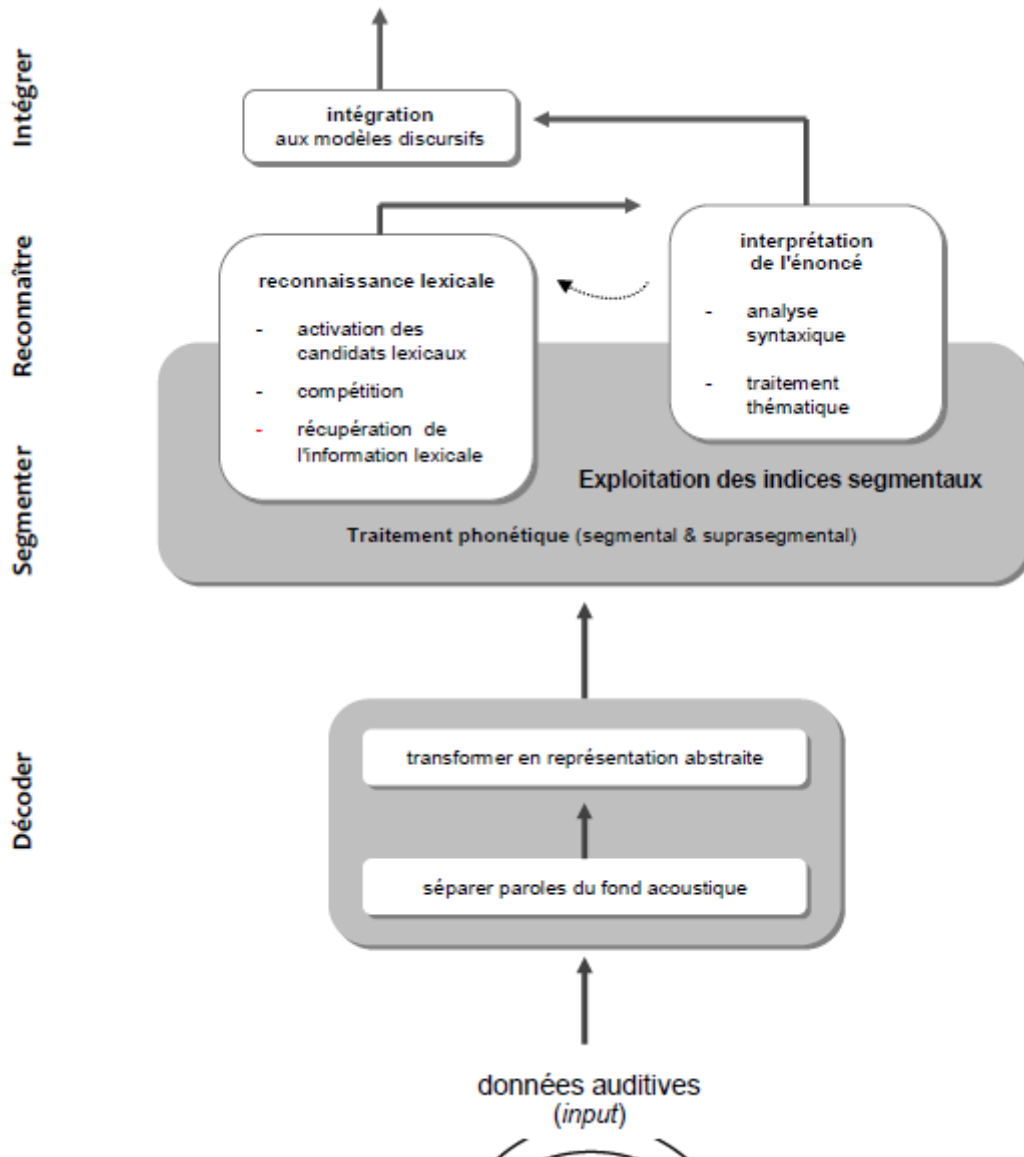 Intégrer
intégration
aux modèles discursifs
Reconnaître
reconnaissance lexicale
- activation des
candidats lexicaux
- compétition
- récupération de
l'information lexicale
interprétation
de l'énoncé
- analyse
syntaxique
- traitement
thématique
Segmenter
Exploitation des indices segmentaux
Traitement phonétique (segmental & suprasegmental)
Décoder
transformer en représentation abstraite
séparer paroles du fond acoustique
données auditives
(input)